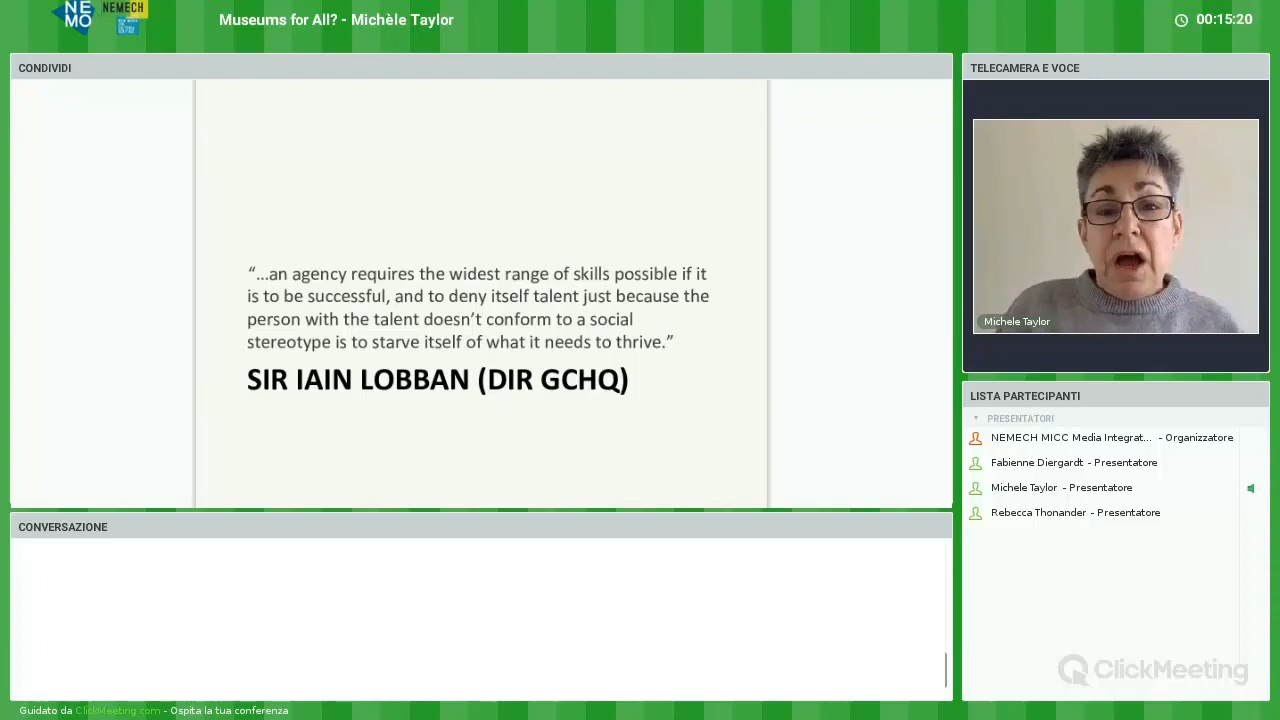 NE
MO
NEMECH
Museums for All? - Michèle Taylor
00:15:20
CONDIVIDI
“...an agency requires the widest range of skills possible if it
is to be successful, and to deny itself talent just because the
person with the talent doesn’t conform to a social
stereotype is to starve itself of what it needs to thrive.”
SIR IAIN LOBBAN (DIR GCHQ)
TELECAMERA E VOCE
Michele Taylor
LISTA PARTECIPANTI
PRESENTATORI
NEMECH MICC Media Integrat... - Organizzatore
Fabienne Diergardt - Presentatore
Michele Taylor - Presentatore
Rebecca Thonander - Presentatore
CONVERSAZIONE
ClickMeeting
Guidato da ClickMeeting.com - Ospita la tua conferenza